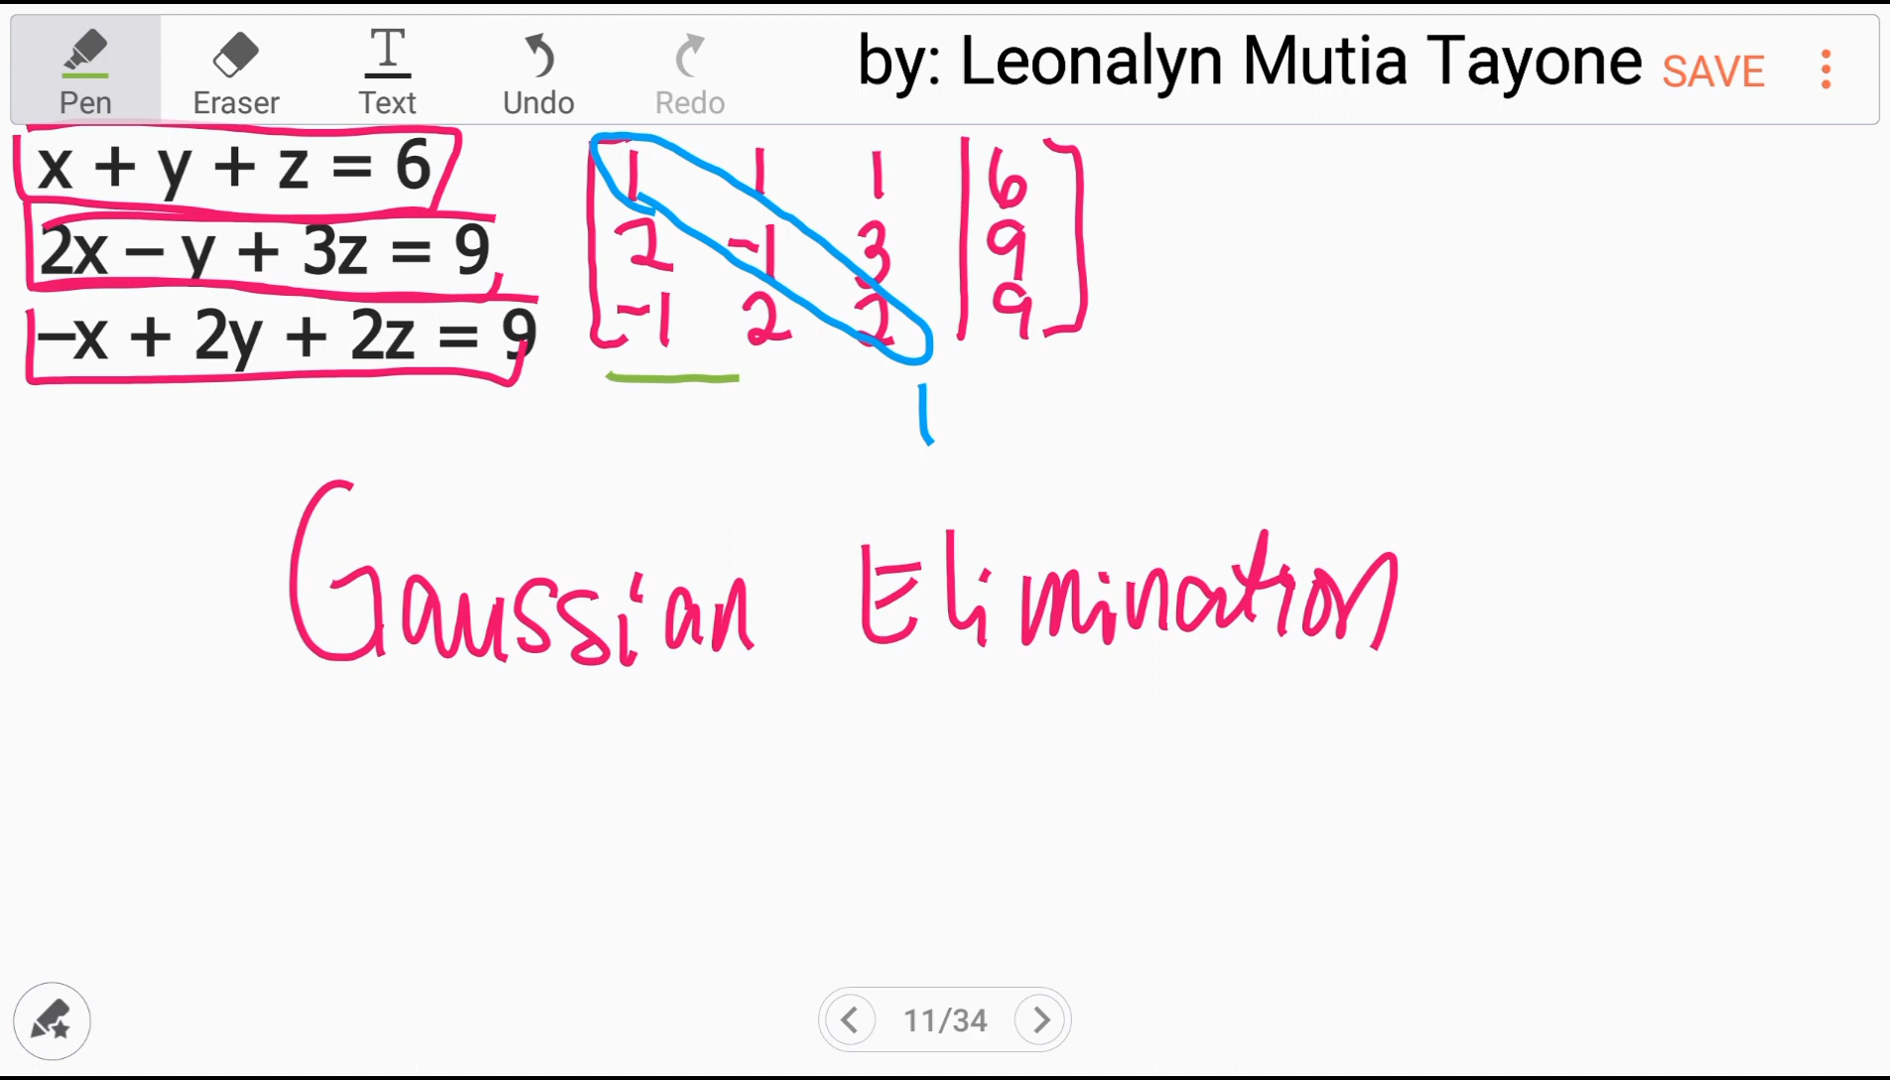 Pen Eraser Text Undo Redo by: Leonalyn Mutia Tayone SAVE
x + y + z = 6
2x – y + 3z = 9
–x + 2y + 2z = 9
1 1 1 | 6
2 -1 3 | 9
-1 2 2 | 9
1
Gaussian Elimination
11/34